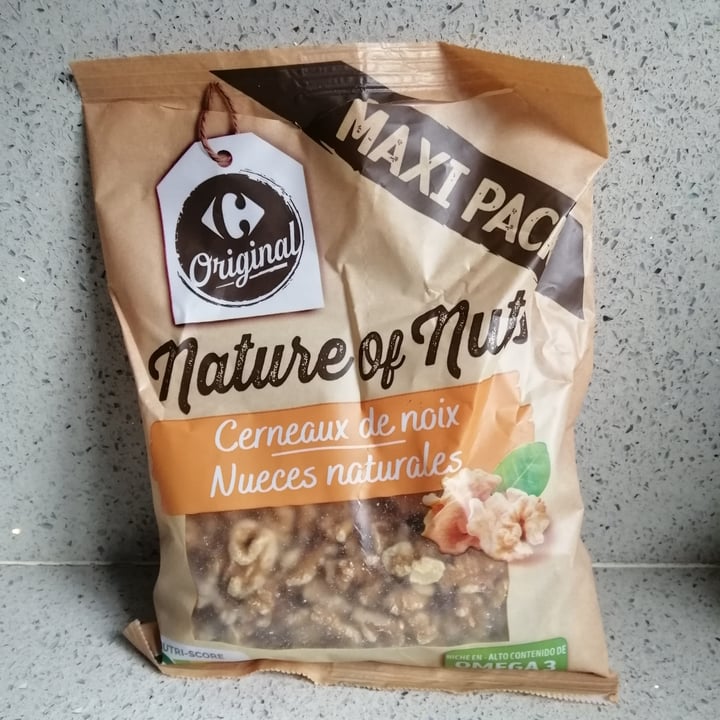 MAXI PACK
Original
Nature of Nuts
Cerneaux de noix
Nueces naturales
UTRI-SCORE
RICHE EN - ALTO CONTENIDO DE
OMEGA 3